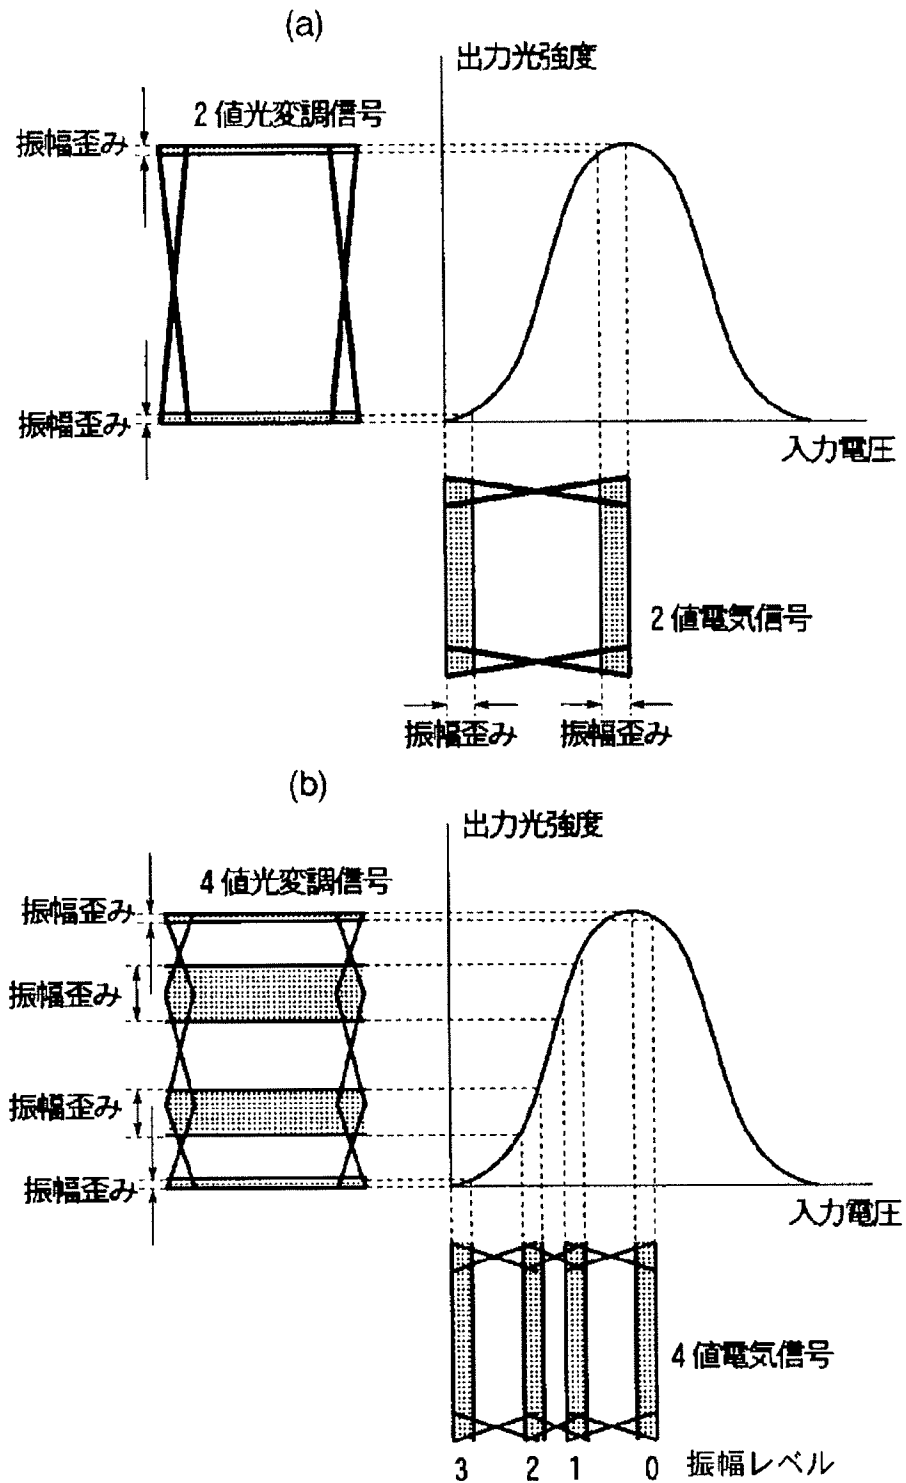 (a)
出力光強度
2値光変調信号
振幅歪み
振幅歪み
入力電圧
2値電気信号
振幅歪み 振幅歪み
(b)
出力光強度
4値光変調信号
振幅歪み
振幅歪み
振幅歪み
振幅歪み
入力電圧
4値電気信号
3 2 1 0 振幅レベル